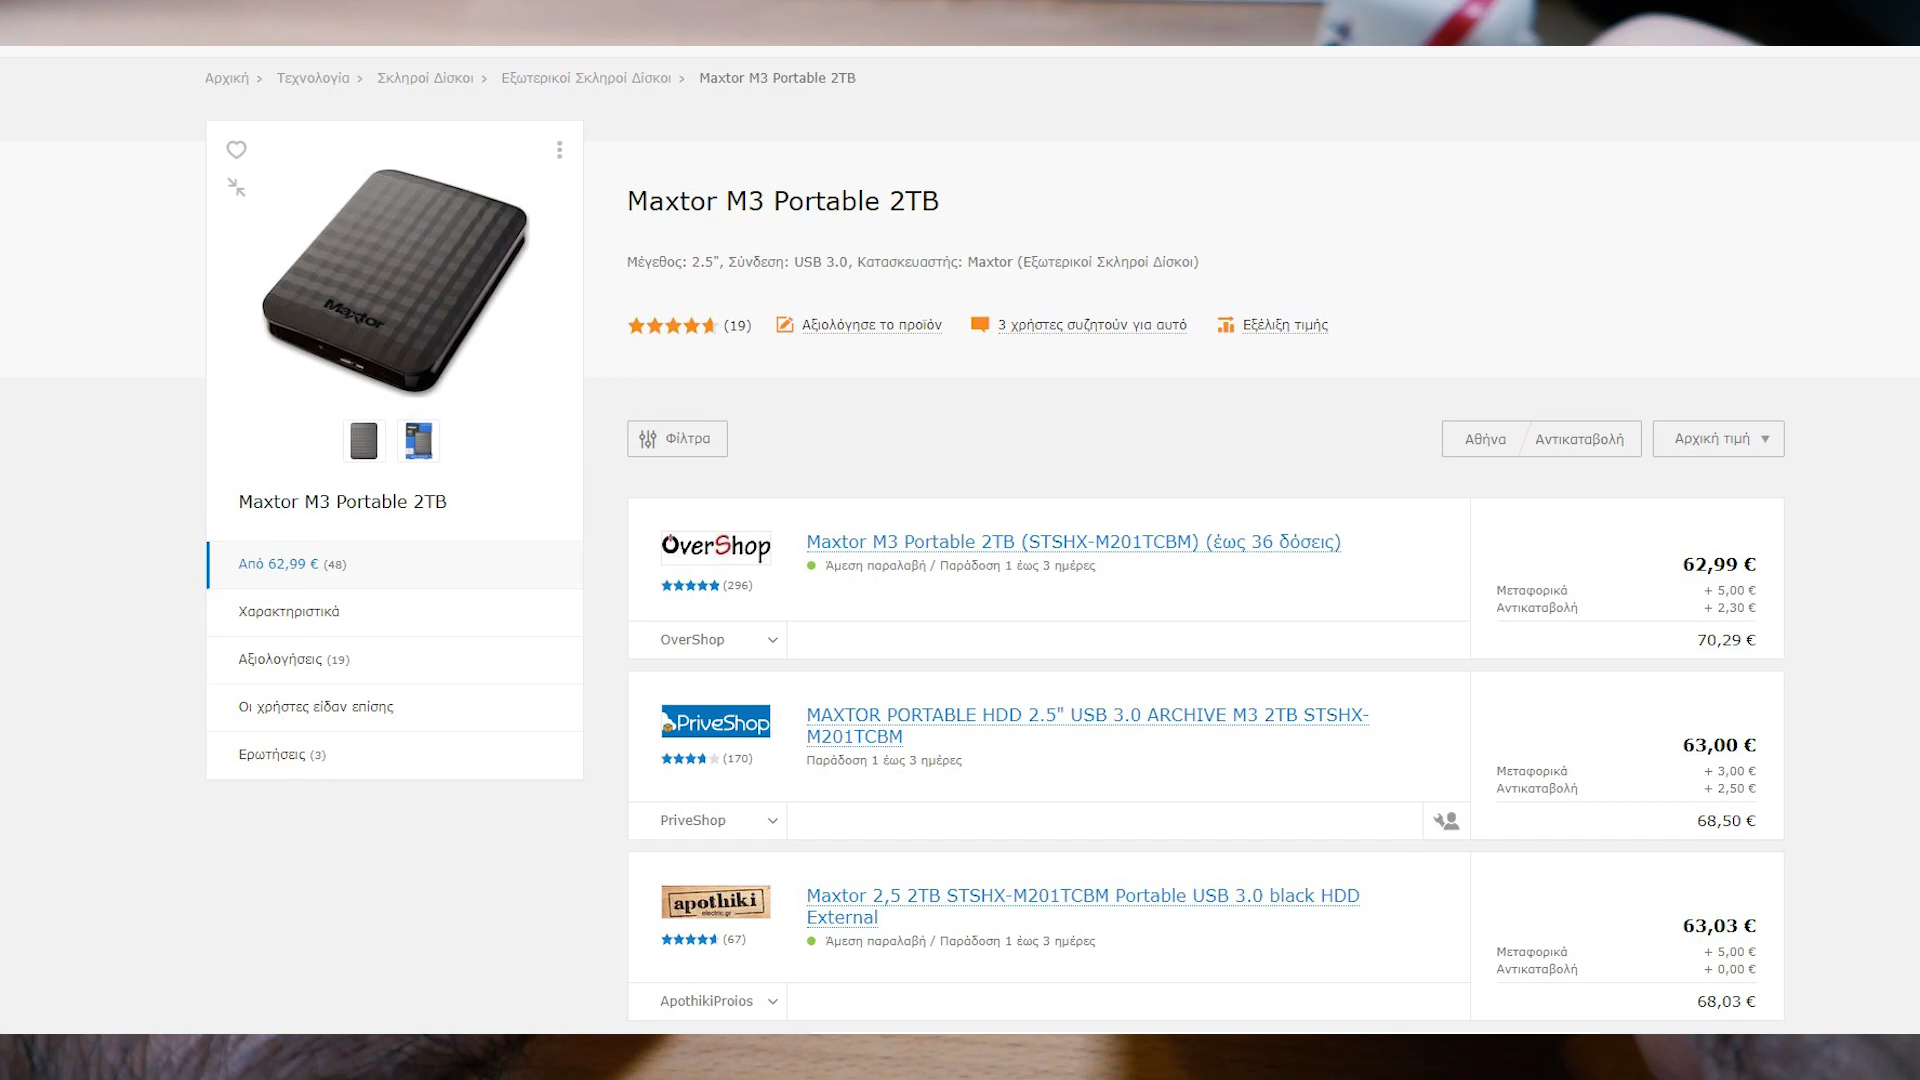 Αρχική > Τεχνολογία > Σκληροί Δίσκοι > Εξωτερικοί Σκληροί Δίσκοι > Maxtor M3 Portable 2TB
Maxtor
Maxtor M3 Portable 2TB
Από 62,99 € (48)
Χαρακτηριστικά
Αξιολογήσεις (19)
Οι χρήστες είδαν επίσης
Ερωτήσεις (3)
Maxtor M3 Portable 2TB
Μέγεθος: 2.5", Σύνδεση: USB 3.0, Κατασκευαστής: Maxtor (Εξωτερικοί Σκληροί Δίσκοι)
(19) Αξιολόγησε το προϊόν 3 χρήστες συζητούν για αυτό Εξέλιξη τιμής
Φίλτρα Αθήνα Αντικαταβολή Αρχική τιμή
OverShop
(296)
Maxtor M3 Portable 2TB (STSHX-M201TCBM) (έως 36 δόσεις)
Άμεση παραλαβή / Παράδοση 1 έως 3 ημέρες
62,99 €
Μεταφορικά + 5,00 €
Αντικαταβολή + 2,30 €
OverShop 70,29 €
PriveShop
(170)
MAXTOR PORTABLE HDD 2.5" USB 3.0 ARCHIVE M3 2TB STSHX-
M201TCBM
Παράδοση 1 έως 3 ημέρες
63,00 €
Μεταφορικά + 3,00 €
Αντικαταβολή + 2,50 €
PriveShop 68,50 €
apothiki
electric.gr
(67)
Maxtor 2,5 2TB STSHX-M201TCBM Portable USB 3.0 black HDD
External
Άμεση παραλαβή / Παράδοση 1 έως 3 ημέρες
63,03 €
Μεταφορικά + 5,00 €
Αντικαταβολή + 0,00 €
ApothikiProios 68,03 €